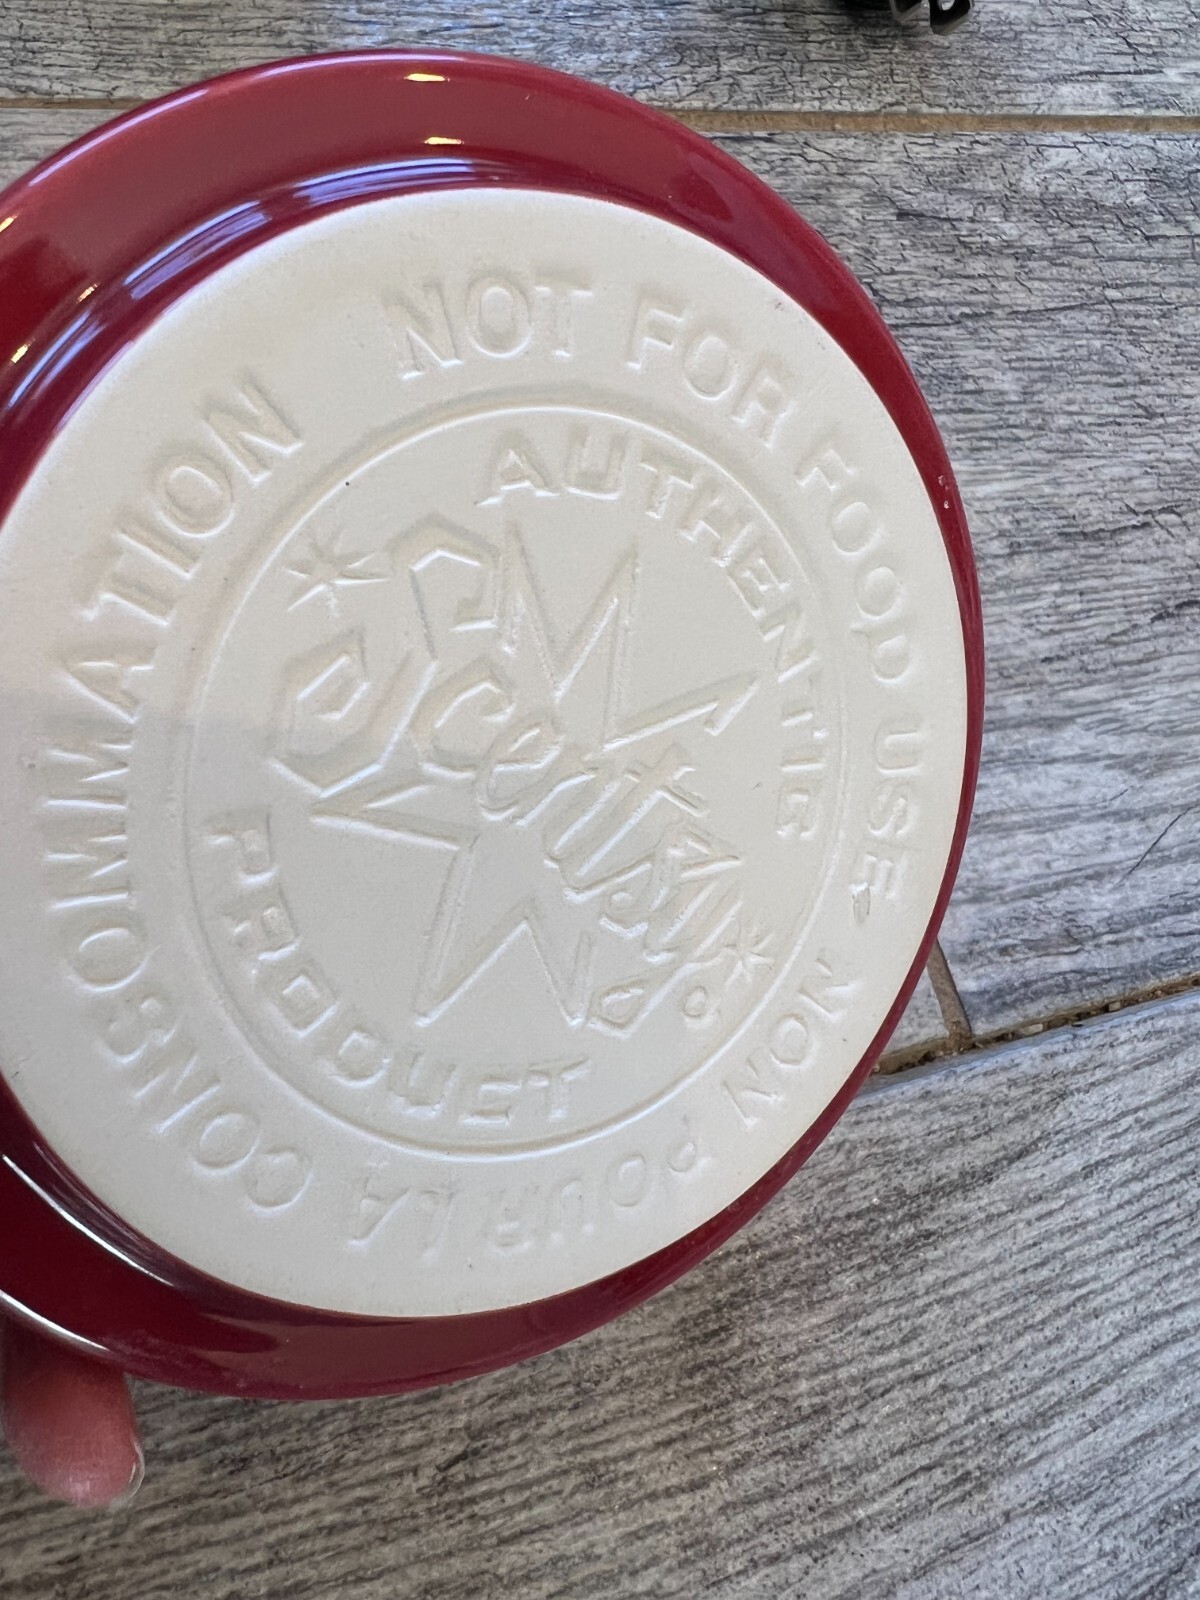 NOT FOR FOOD USE
NON POUR LA CONSOMMATION
AUTHENTIC
Scentsy
PRODUCT